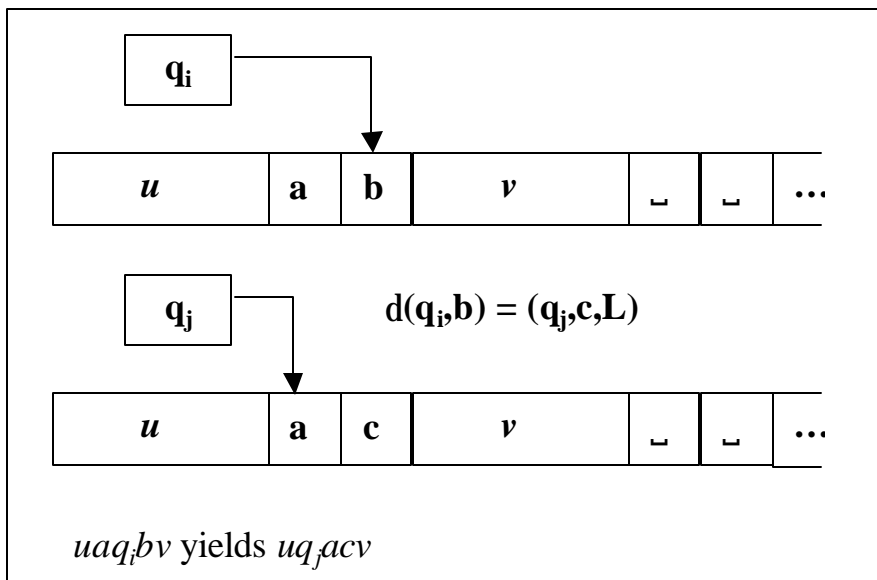 qᵢ
u a b v ␣ ␣ ...
qⱼ d(qᵢ,b) = (qⱼ,c,L)
u a c v ␣ ␣ ...
uaqᵢbv yields uqⱼacv